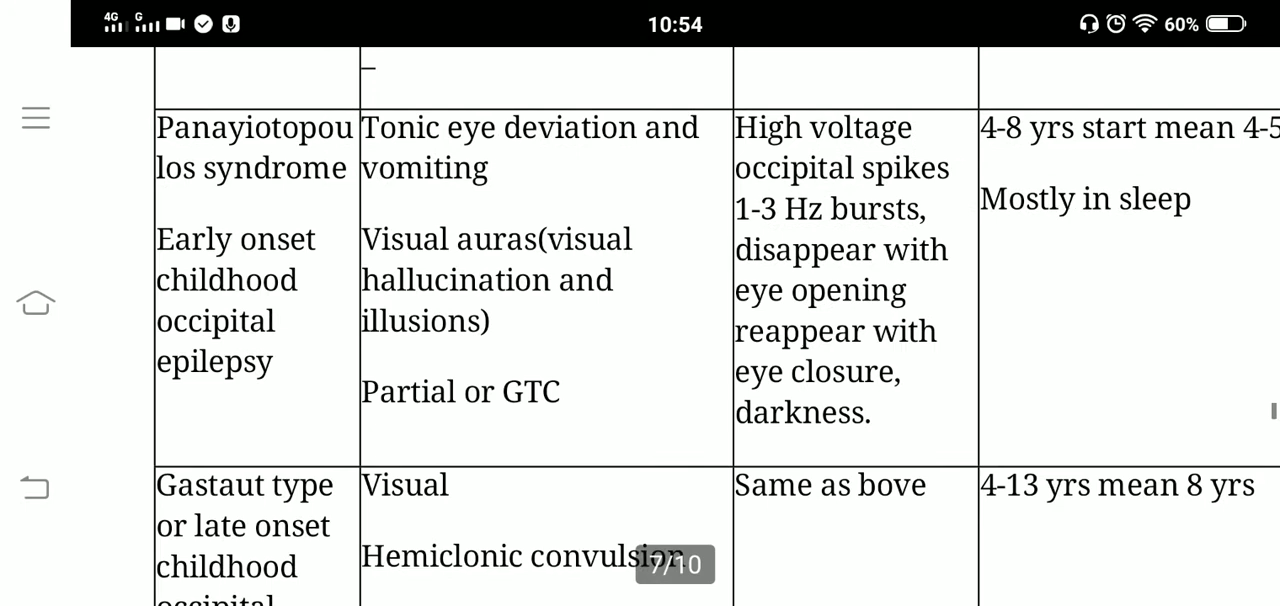 4G G 10:54 60%
–
Panayiotopou
los syndrome
Early onset
childhood
occipital
epilepsy
Tonic eye deviation and
vomiting
Visual auras(visual
hallucination and
illusions)
Partial or GTC
High voltage
occipital spikes
1-3 Hz bursts,
disappear with
eye opening
reappear with
eye closure,
darkness.
4-8 yrs start mean 4-5
Mostly in sleep
Gastaut type
or late onset
childhood
occipital
Visual
Hemiclonic convulsion
Same as bove
4-13 yrs mean 8 yrs
7/10